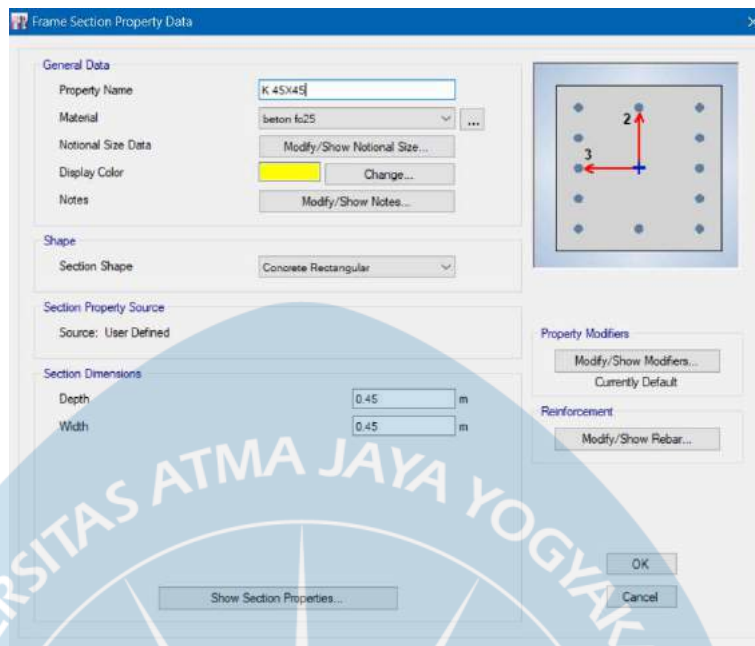 Frame Section Property Data
General Data
Property Name K 45X45
Material beton fc25 ...
Notional Size Data Modify/Show Notional Size...
Display Color Change...
Notes Modify/Show Notes...
2
3
Shape
Section Shape Concrete Rectangular
Section Property Source
Source: User Defined
Property Modifiers
Modify/Show Modifiers...
Currently Default
Section Dimensions
Depth 0.45 m
Width 0.45 m
Reinforcement
Modify/Show Rebar...
ERSITAS ATMA JAYA YOGYAK
Show Section Properties...
OK
Cancel